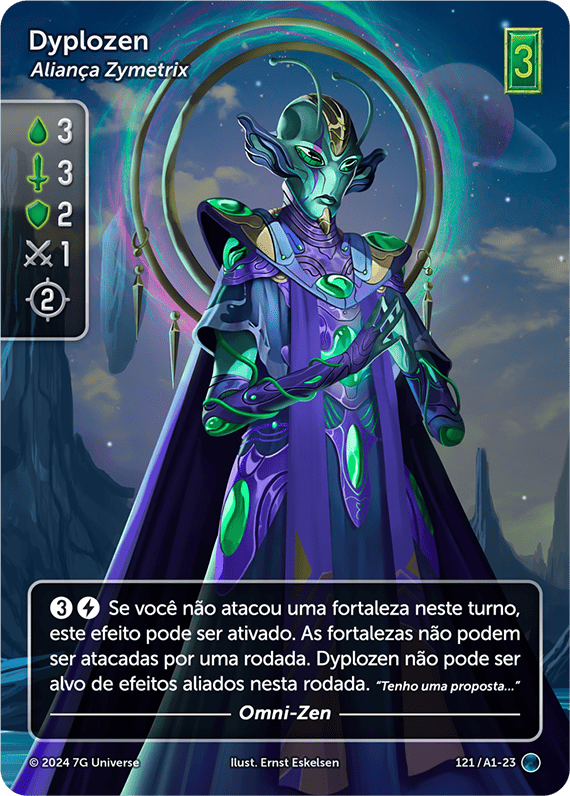 Dyplozen
Aliança Zymetrix
3
3
3
2
1
2
3 Se você não atacou uma fortaleza neste turno,
este efeito pode ser ativado. As fortalezas não podem
ser atacadas por uma rodada. Dyplozen não pode ser
alvo de efeitos aliados nesta rodada. "Tenho uma proposta..."
Omni-Zen
© 2024 7G Universe
Ilust. Ernst Eskelsen
121 / A1-23